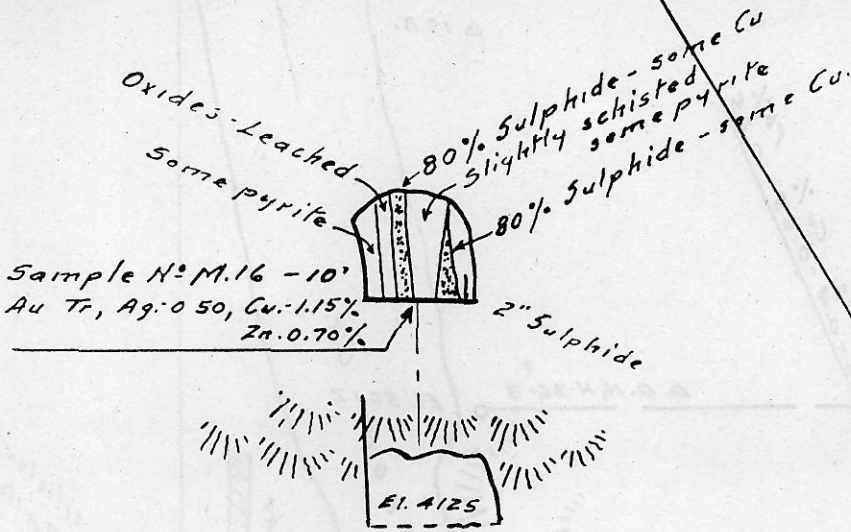 Oxides-Leached
Some pyrite
80% Sulphide - some Cu
Slightly schisted
some pyrite
80% Sulphide - some Cu.
Sample Nº M.16 - 10'
Au Tr, Ag: 0 50, Cu.-1.15%
Zn. 0.70%
2" Sulphide
El. 4125